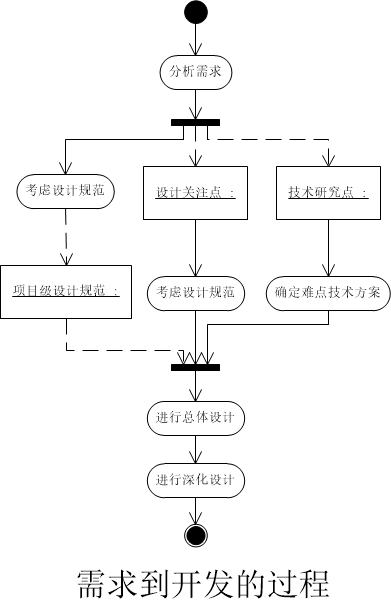 分析需求
考虑设计规范
设计关注点 :
技术研究点 :
项目级设计规范 :
考虑设计规范
确定难点技术方案
进行总体设计
进行深化设计
需求到开发的过程